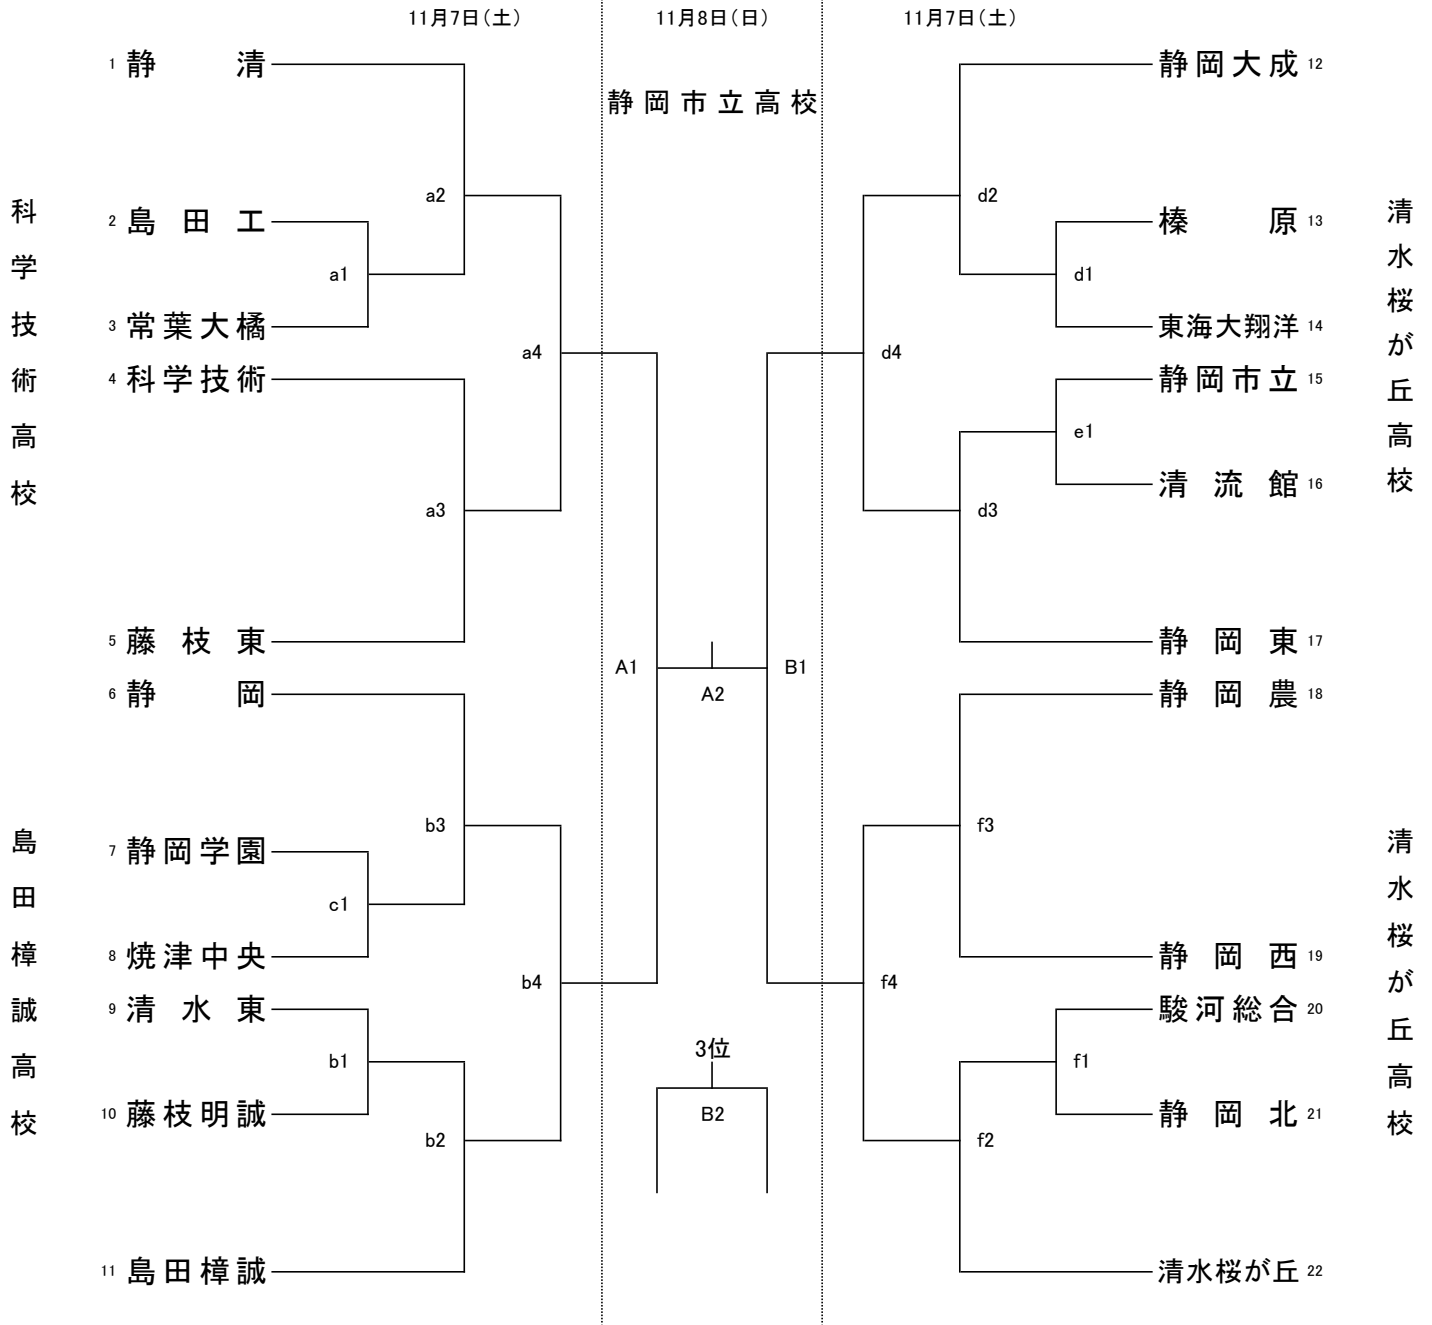 11月7日(土) 11月8日(日) 11月7日(土)
静岡市立高校
科学技術高校
1 静清
a2
2 島田工
a1
3 常葉大橘
a4
4 科学技術
a3
5 藤枝東
島田樟誠高校
6 静岡
b3
7 静岡学園
c1
8 焼津中央
b4
9 清水東
b1
10 藤枝明誠
b2
11 島田樟誠
A1
A2
B1
3位
B2
静岡大成 12
d2
榛原 13
d1
東海大翔洋 14
d4
静岡市立 15
e1
清流館 16
d3
静岡東 17
清水桜が丘高校
静岡農 18
f3
静岡西 19
f4
駿河総合 20
f1
静岡北 21
f2
清水桜が丘 22
清水桜が丘高校